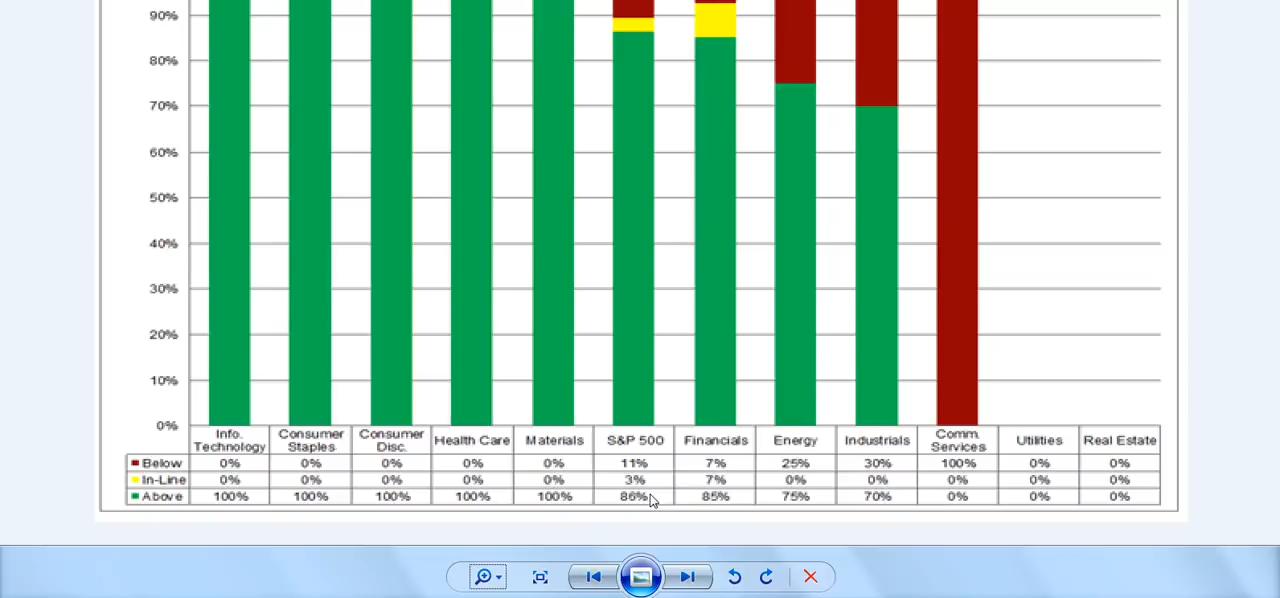 90%
80%
70%
60%
50%
40%
30%
20%
10%
0%
Info. Technology Consumer Staples Consumer Disc. Health Care Materials S&P 500 Financials Energy Industrials Comm. Services Utilities Real Estate
Below 0% 0% 0% 0% 0% 11% 7% 25% 30% 100% 0% 0%
In-Line 0% 0% 0% 0% 0% 3% 7% 0% 0% 0% 0% 0%
Above 100% 100% 100% 100% 100% 86% 85% 75% 70% 0% 0% 0%